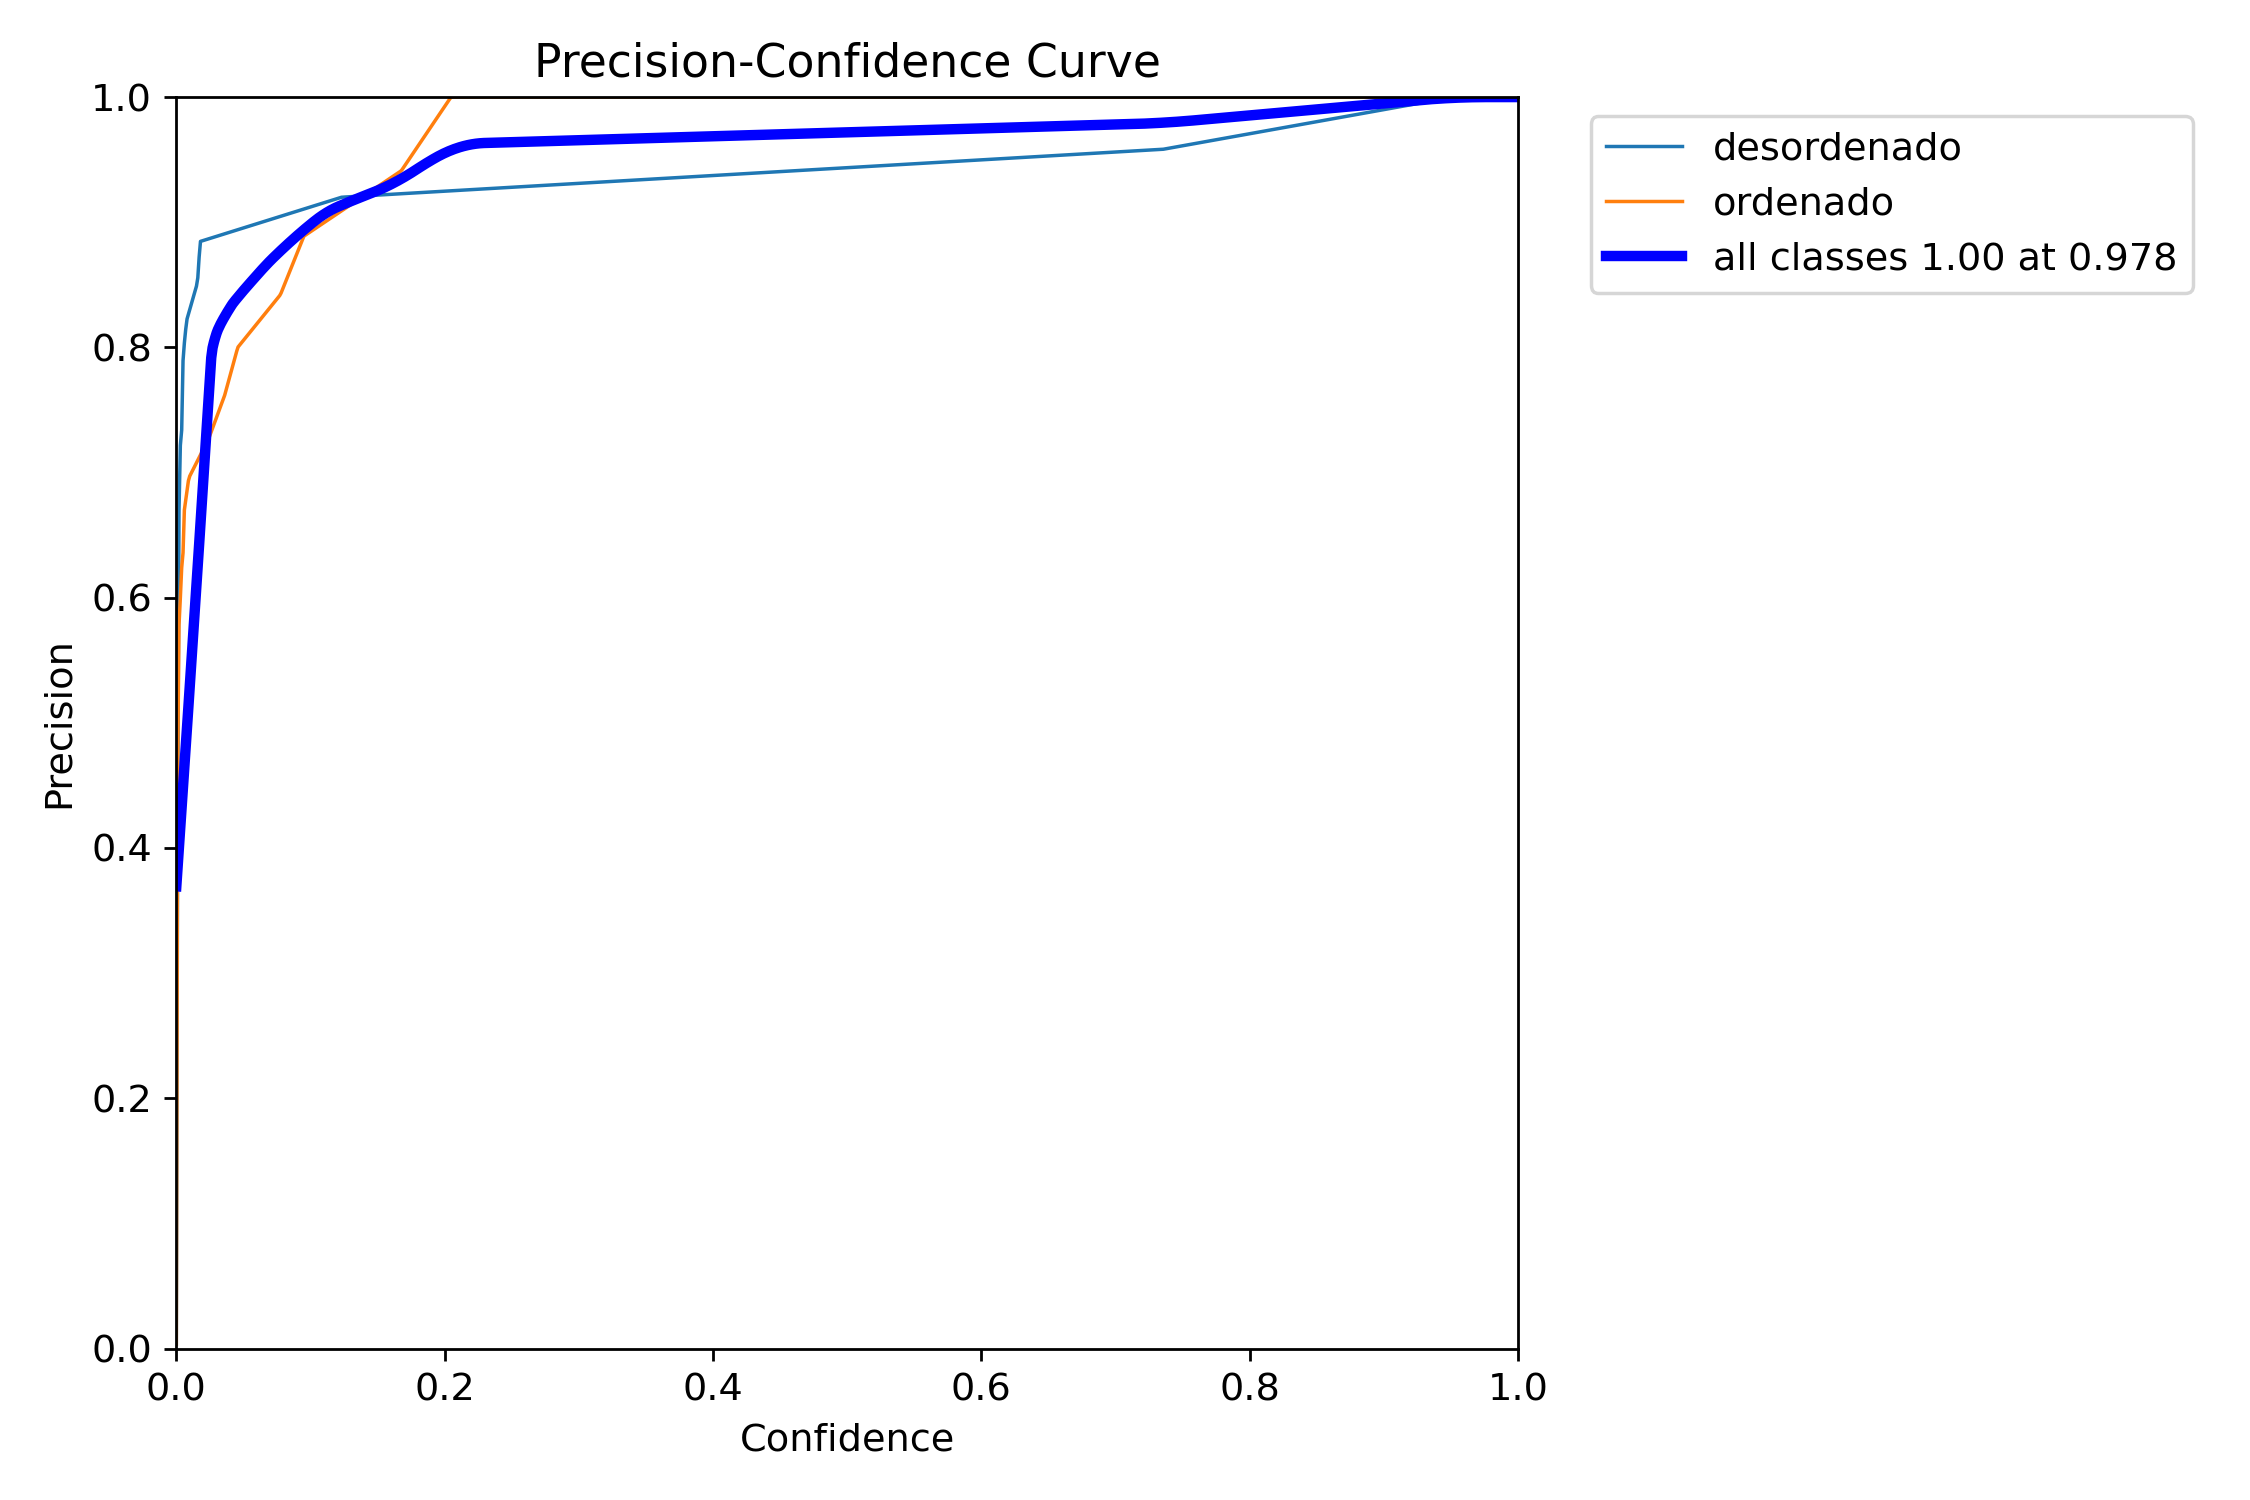 Precision-Confidence Curve
1.0
0.8
0.6
0.4
0.2
0.0
Precision
0.0 0.2 0.4 0.6 0.8 1.0
Confidence
desordenado
ordenado
all classes 1.00 at 0.978